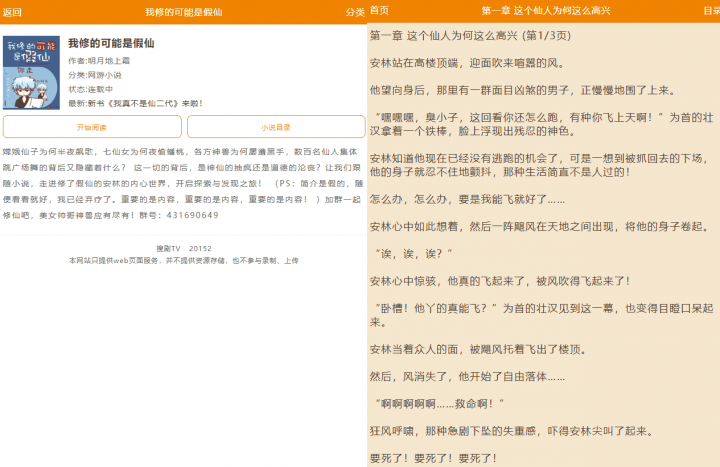 返回 我修的可能是假仙 分类
我修的可能
是假仙
我修的可能是假仙
作者:明月地上霜
分类:网游小说
状态:连载中
最新:新书《我真不是仙二代》来啦!
开始阅读 小说目录
嫦娥仙子为何半夜飙歌,七仙女为何夜偷蟠桃,各方神兽为何屡遭黑手,数百名仙人集体
跳广场舞的背后又隐藏着什么? 这一切的背后,是神仙的抽疯还是道德的沦丧?让我们跟
随小说,走进修了假仙的安林的内心世界,开启探索与发现之旅! (PS:简介是假的,随
便看看就好,我已经弃疗了。重要的是内容,重要的是内容,重要的是内容! )加群一起
修仙吧,美女帅哥神兽应有尽有!群号:431690649
搜剧TV 20152
本网站只提供web页面服务,并不提供资源存储,也不参与录制、上传
首页 第一章 这个仙人为何这么高兴 目录
第一章 这个仙人为何这么高兴 (第1/3页)
安林站在高楼顶端,迎面吹来喧嚣的风。
他望向身后,那里有一群面目凶煞的男子,正慢慢地围了上来。
“嘿嘿嘿,臭小子,这回看你还怎么跑,有种你飞上天啊!”为首的壮
汉拿着一个铁棒,脸上浮现出残忍的神色。
安林知道他现在已经没有逃跑的机会了,可是一想到被抓回去的下场,
他的身子就忍不住地颤抖,那种生活简直不是人过的!
怎么办,怎么办,要是我能飞就好了……
安林心中如此想着,然后一阵飓风在天地之间出现,将他的身子卷起。
“诶,诶,诶?”
安林心中惊骇,他真的飞起来了,被风吹得飞起来了!
“卧槽!他丫的真能飞?”为首的壮汉见到这一幕,也变得目瞪口呆起
来。
安林当着众人的面,被飓风托着飞出了楼顶。
然后,风消失了,他开始了自由落体……
“啊啊啊啊啊……救命啊!”
狂风呼啸,那种急剧下坠的失重感,吓得安林尖叫了起来。
要死了!要死了!要死了!